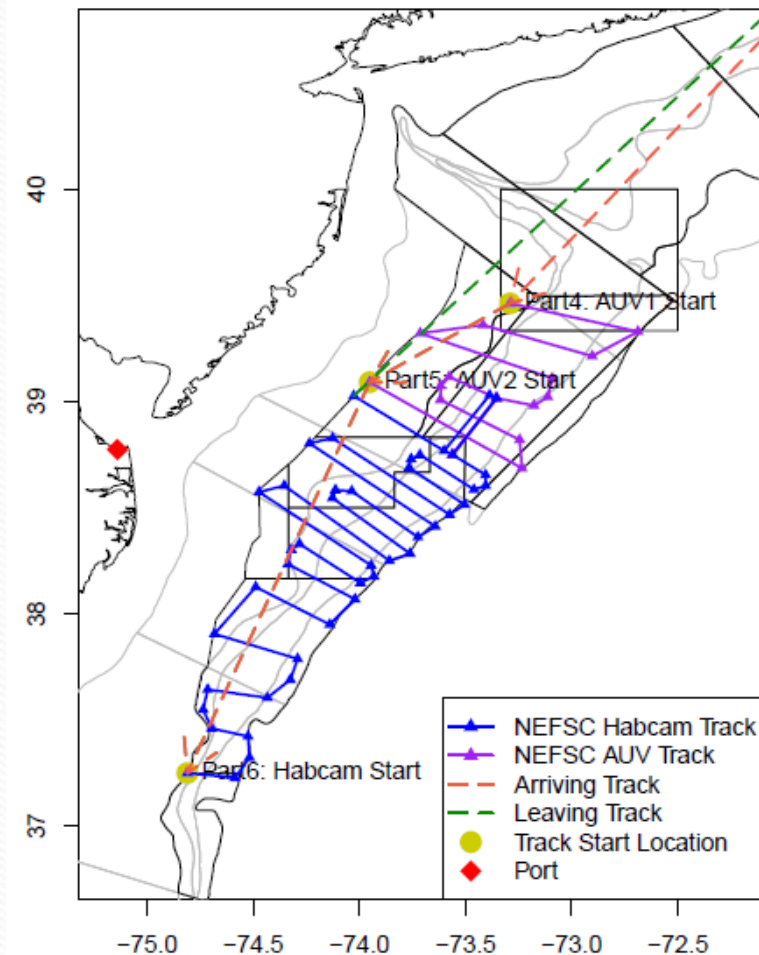 40
39
38
37
Part4: AUV1 Start
Part5: AUV2 Start
Part6: Habcam Start
NEFSC Habcam Track
NEFSC AUV Track
Arriving Track
Leaving Track
Track Start Location
Port
−75.0 −74.5 −74.0 −73.5 −73.0 −72.5